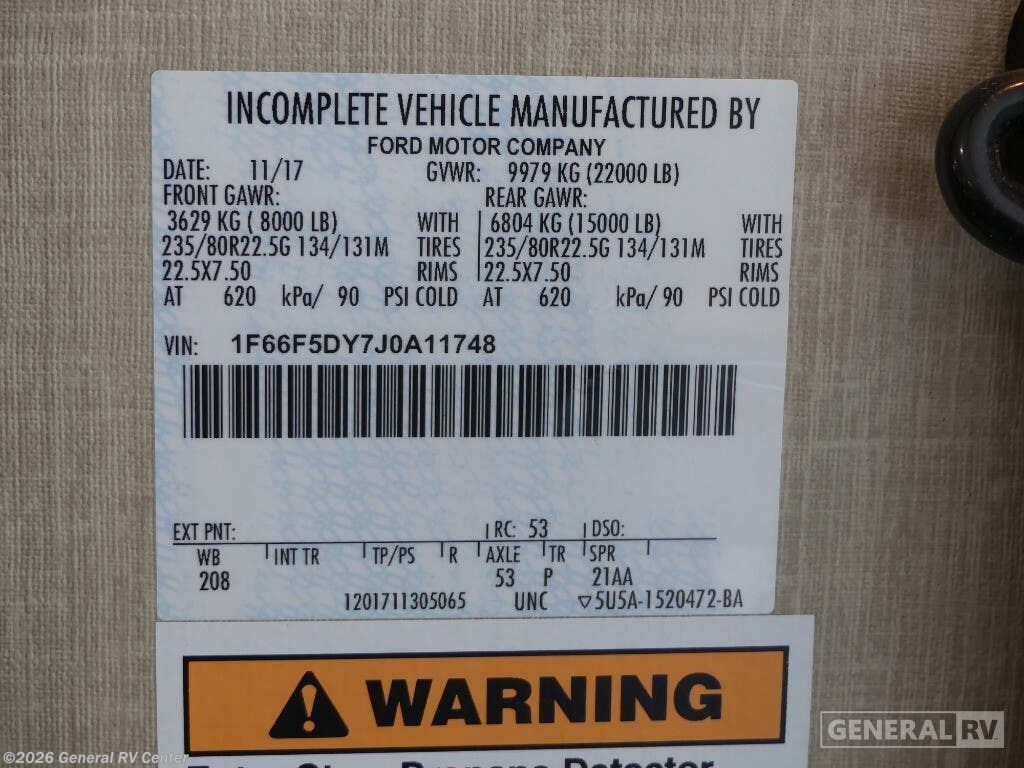 INCOMPLETE VEHICLE MANUFACTURED BY
FORD MOTOR COMPANY
DATE: 11/17 GVWR: 9979 KG (22000 LB)
FRONT GAWR: REAR GAWR:
3629 KG ( 8000 LB) WITH 6804 KG (15000 LB) WITH
235/80R22.5G 134/131M TIRES 235/80R22.5G 134/131M TIRES
22.5X7.50 RIMS 22.5X7.50 RIMS
AT 620 kPa/ 90 PSI COLD AT 620 kPa/ 90 PSI COLD
VIN: 1F66F5DY7J0A11748
EXT PNT: RC: 53 DSO:
WB INT TR TP/PS R AXLE TR SPR
208 53 P 21AA
1201711305065 UNC ▽5U5A-1520472-BA
WARNING
GENERAL RV
GENERAL RV
©2026 General RV Center
Propane Detector